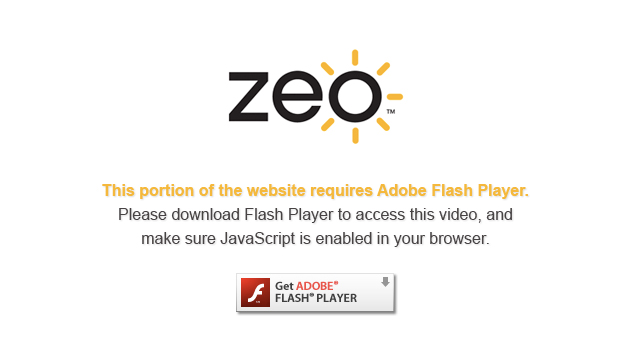 zeo™
This portion of the website requires Adobe Flash Player.
Please download Flash Player to access this video, and
make sure JavaScript is enabled in your browser.
Get ADOBE®
FLASH® PLAYER